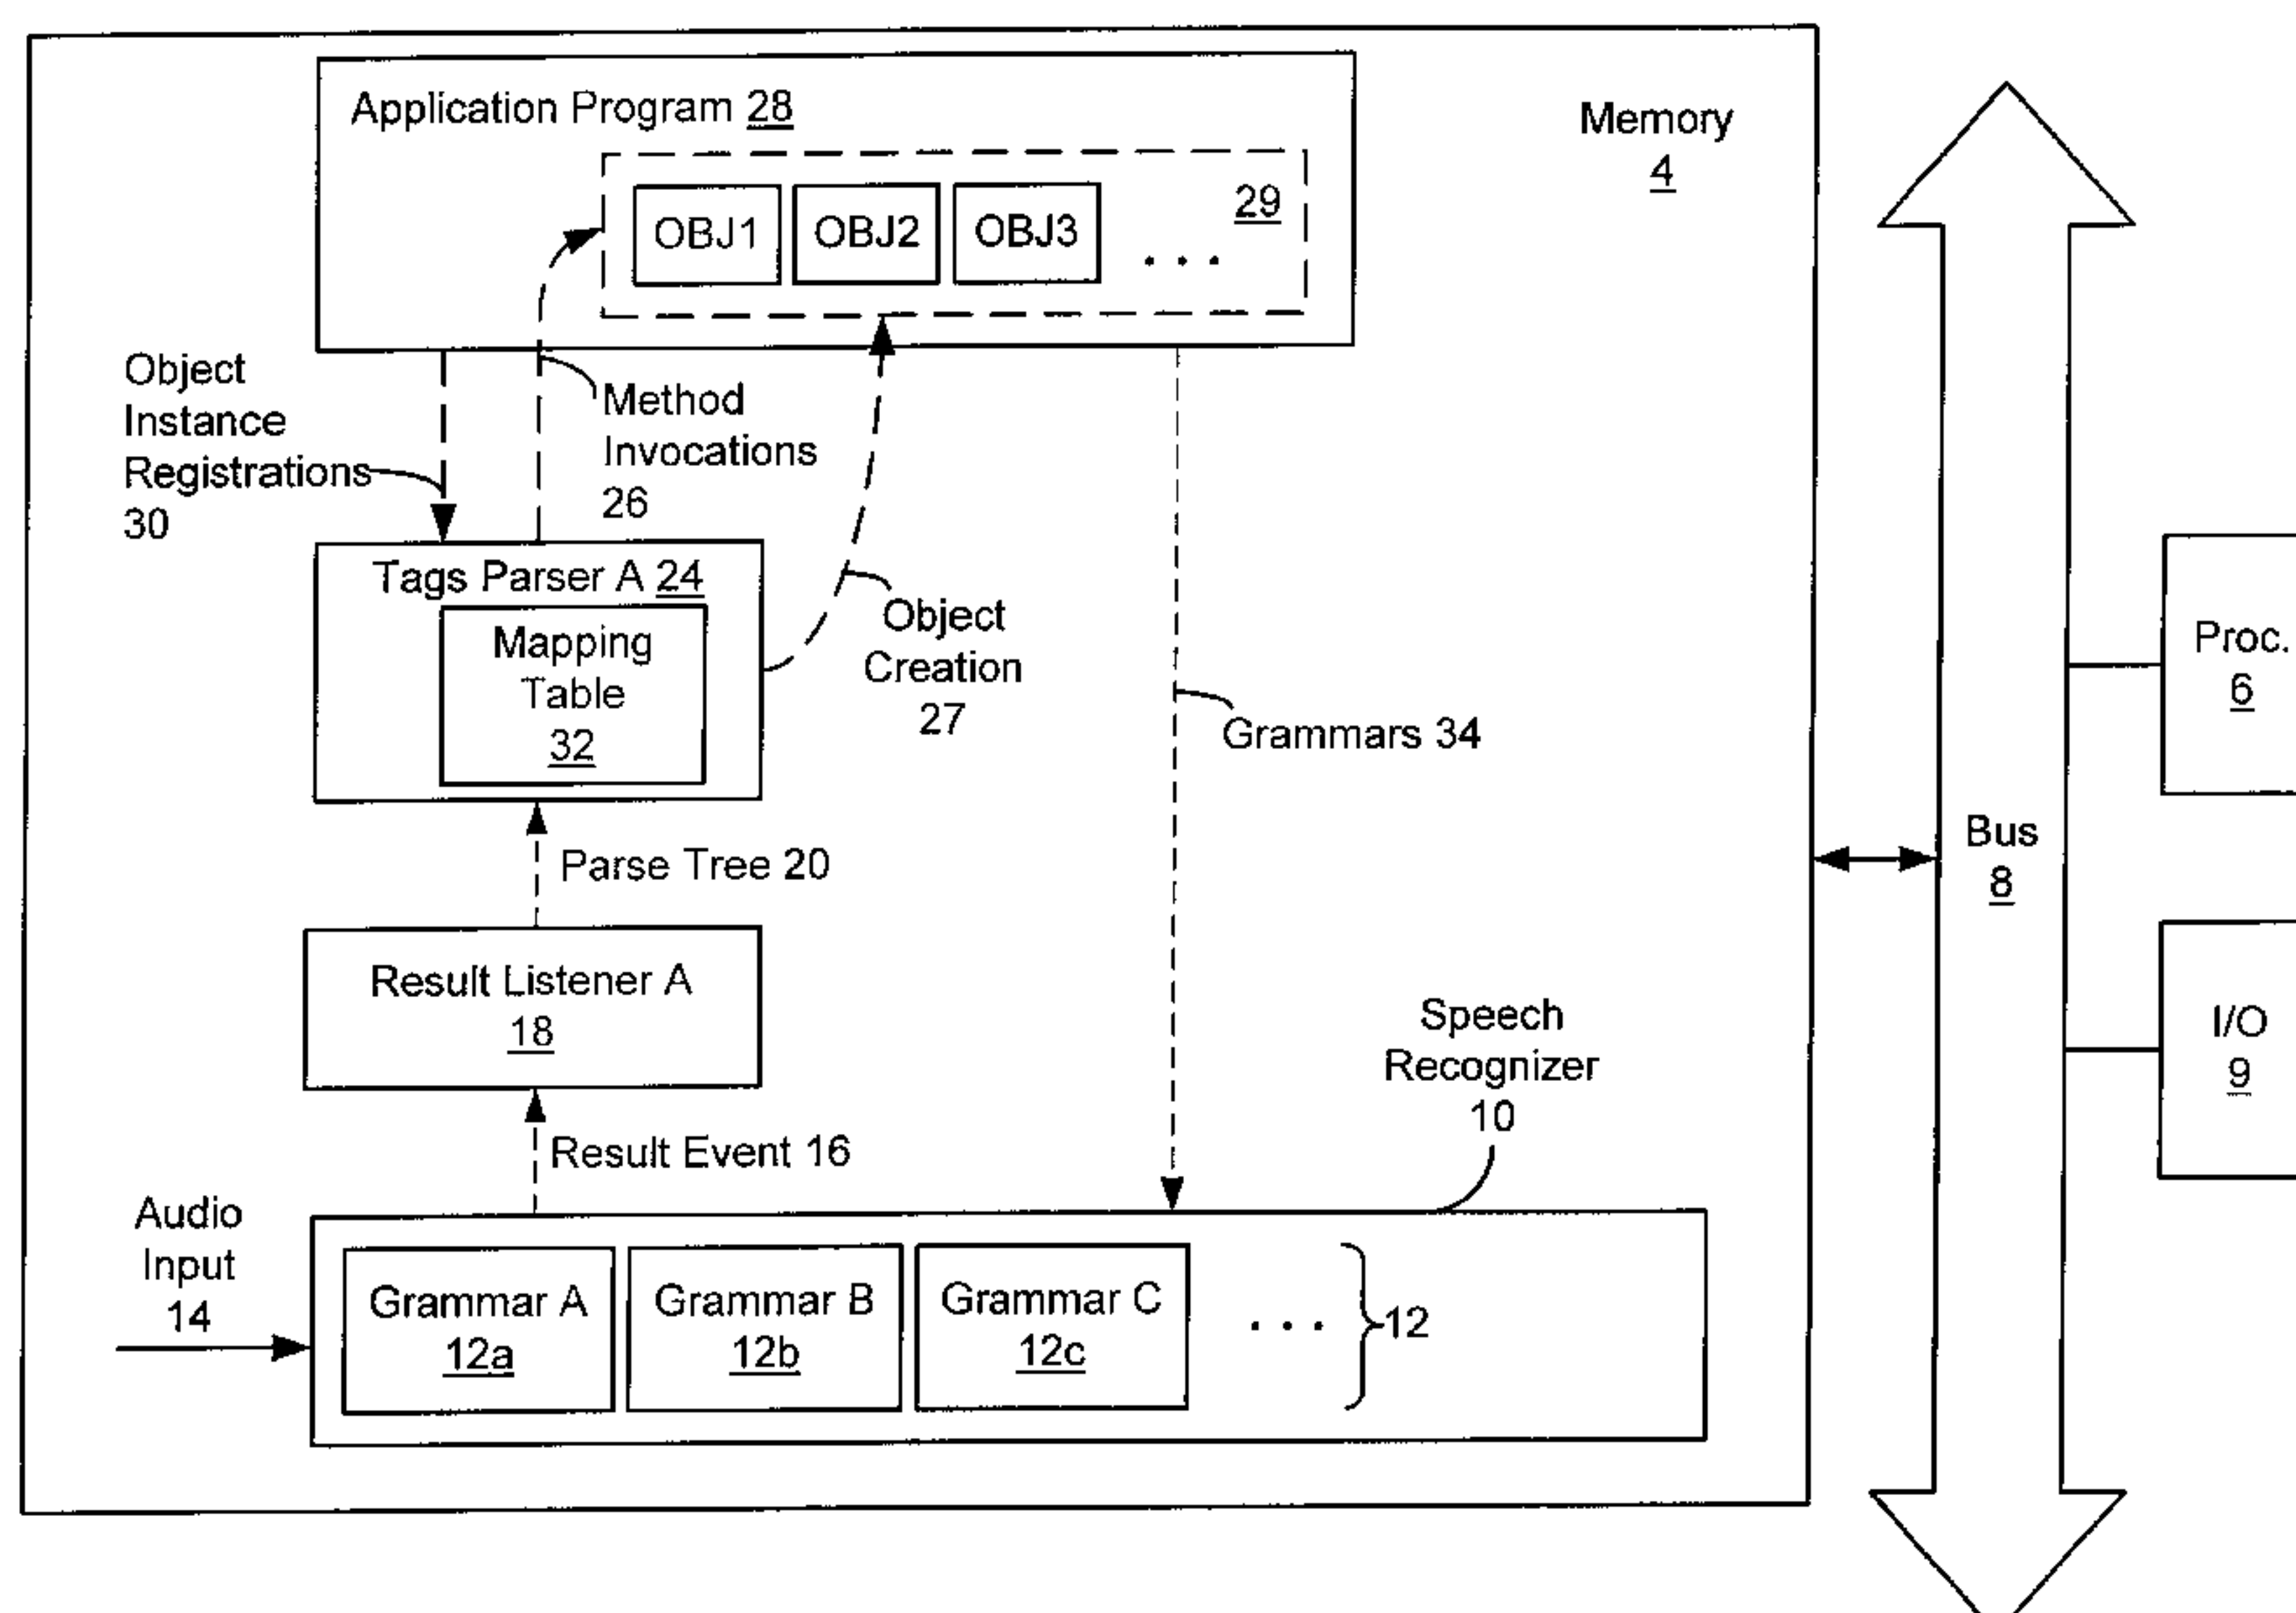 Application Program 28
Memory
4
OBJ1 OBJ2 OBJ3 ... 29
Object
Instance
Registrations
30
Method
Invocations
26
Tags Parser A 24
Mapping
Table
32
Object
Creation
27
Grammars 34
Proc.
6
Parse Tree 20
Bus
8
Result Listener A
18
I/O
9
Speech
Recognizer
10
Result Event 16
Audio
Input
14
Grammar A
12a
Grammar B
12b
Grammar C
12c
... 12